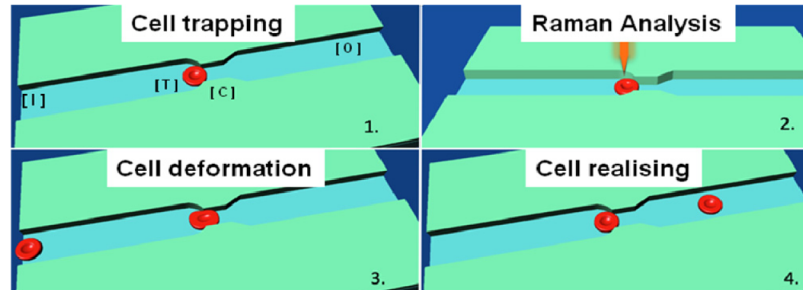 Cell trapping
[O]
[T]
[C]
[I]
1.
Raman Analysis
2.
Cell deformation
3.
Cell realising
4.